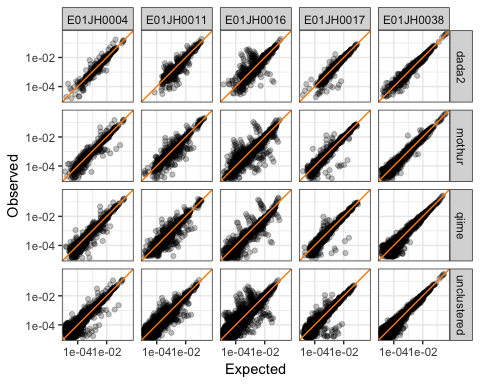 E01JH0004 E01JH0011 E01JH0016 E01JH0017 E01JH0038
1e-02
1e-04
dada2
1e-02
1e-04
mothur
1e-02
1e-04
qiime
1e-02
1e-04
unclustered
1e-041e-02 1e-041e-02 1e-041e-02 1e-041e-02 1e-041e-02
Expected
Observed